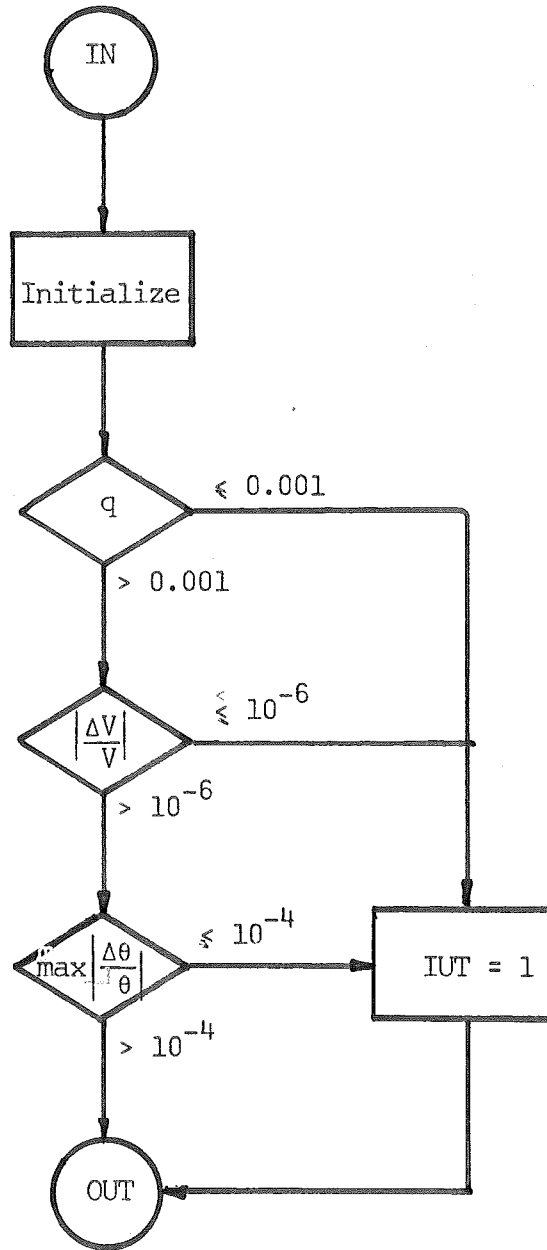 IN
Initialize
q
≤ 0.001
> 0.001
|ΔV/V|
≤ 10⁻⁶
> 10⁻⁶
max|Δθ/θ|
≤ 10⁻⁴
IUT = 1
> 10⁻⁴
OUT